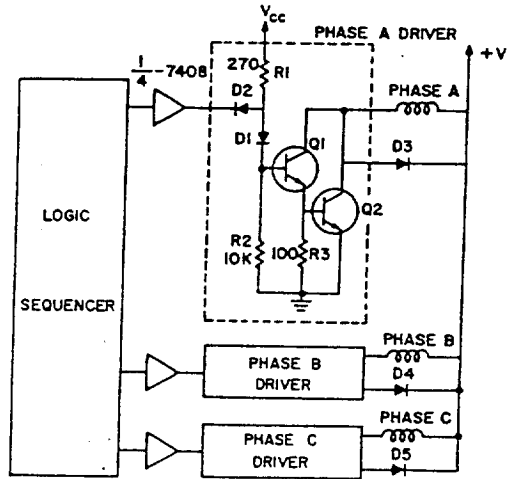 Vcc
PHASE A DRIVER
+V
1/4-7408
270
R1
PHASE A
D2
D1
Q1
D3
Q2
LOGIC
SEQUENCER
R2
10K
100
R3
PHASE B
PHASE B
DRIVER
D4
PHASE C
PHASE C
DRIVER
D5